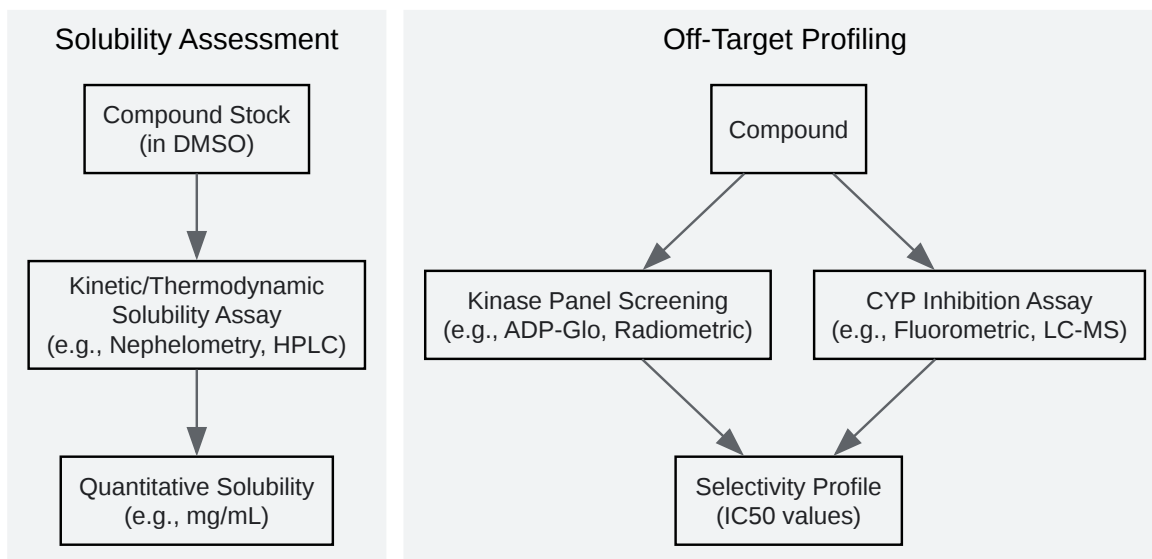 Solubility Assessment
Compound Stock
(in DMSO)
Kinetic/Thermodynamic
Solubility Assay
(e.g., Nephelometry, HPLC)
Quantitative Solubility
(e.g., mg/mL)
Off-Target Profiling
Compound
Kinase Panel Screening
(e.g., ADP-Glo, Radiometric)
CYP Inhibition Assay
(e.g., Fluorometric, LC-MS)
Selectivity Profile
(IC50 values)